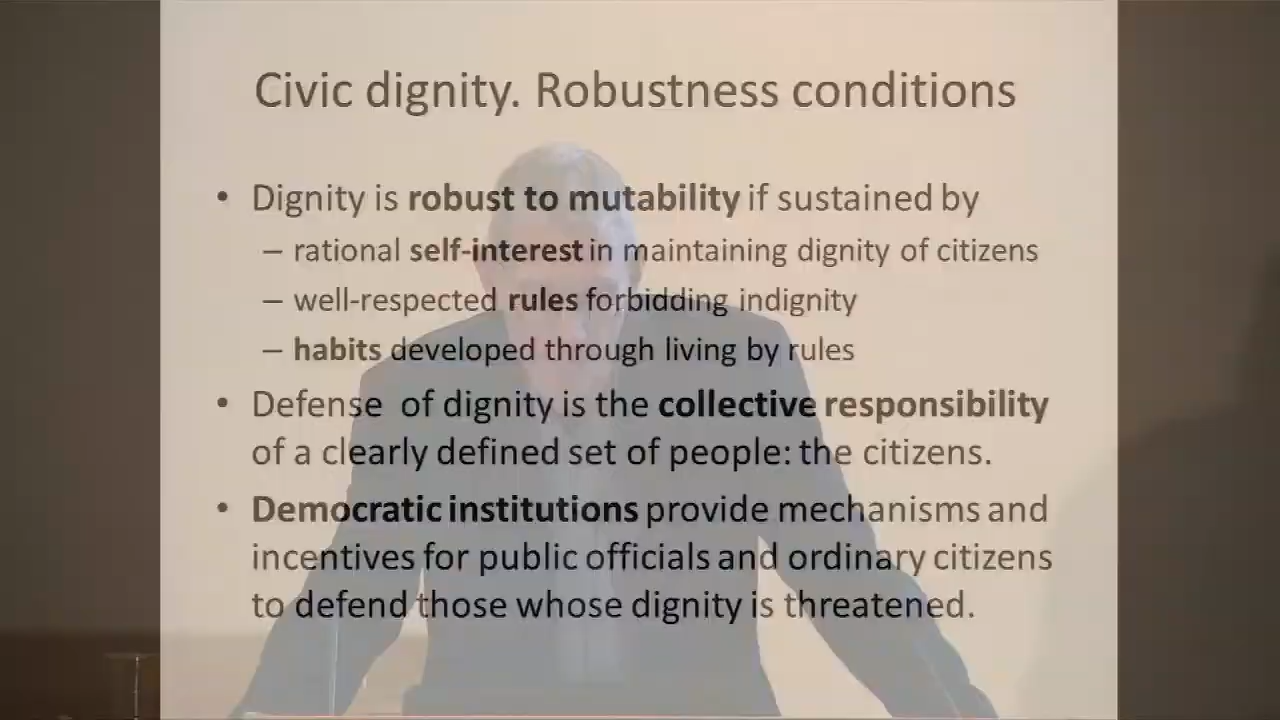 Civic dignity. Robustness conditions
• Dignity is robust to mutability if sustained by
– rational self-interest in maintaining dignity of citizens
– well-respected rules forbidding indignity
– habits developed through living by rules
• Defense of dignity is the collective responsibility
of a clearly defined set of people: the citizens.
• Democratic institutions provide mechanisms and
incentives for public officials and ordinary citizens
to defend those whose dignity is threatened.